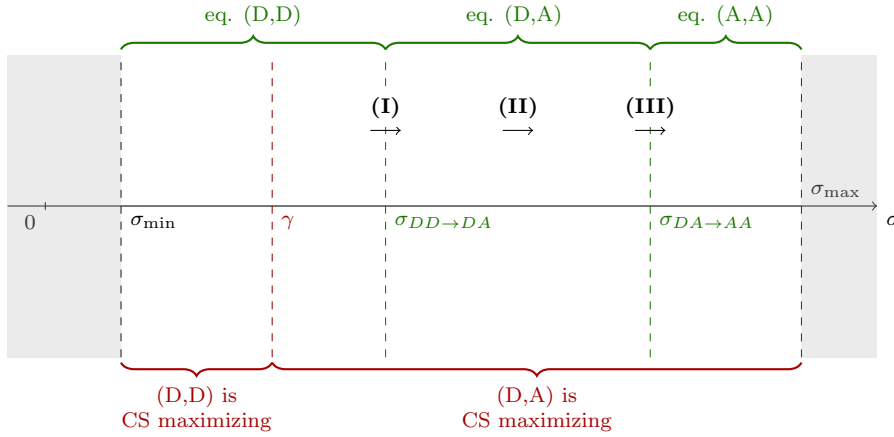 eq. (D,D) eq. (D,A) eq. (A,A)
(I) (II) (III)
σmax
0 σmin γ σDD→DA σDA→AA σ
(D,D) is (D,A) is
CS maximizing CS maximizing